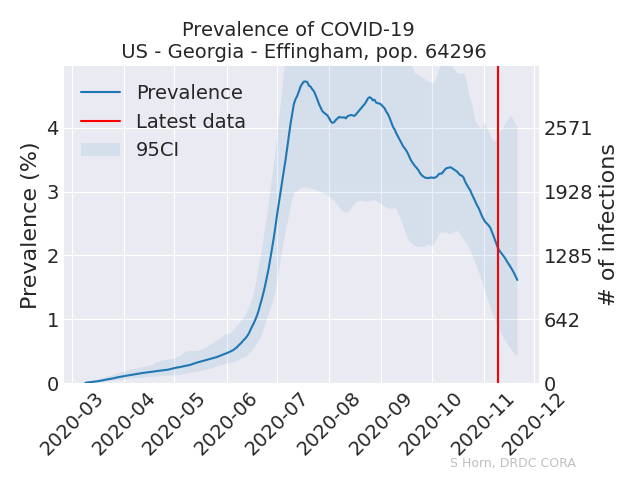 Prevalence of COVID-19
US - Georgia - Effingham, pop. 64296
Prevalence
Latest data
95CI
Prevalence (%)
4
3
2
1
0
2571
1928
1285
642
0
# of infections
2020-03
2020-04
2020-05
2020-06
2020-07
2020-08
2020-09
2020-10
2020-11
2020-12
S Horn, DRDC CORA